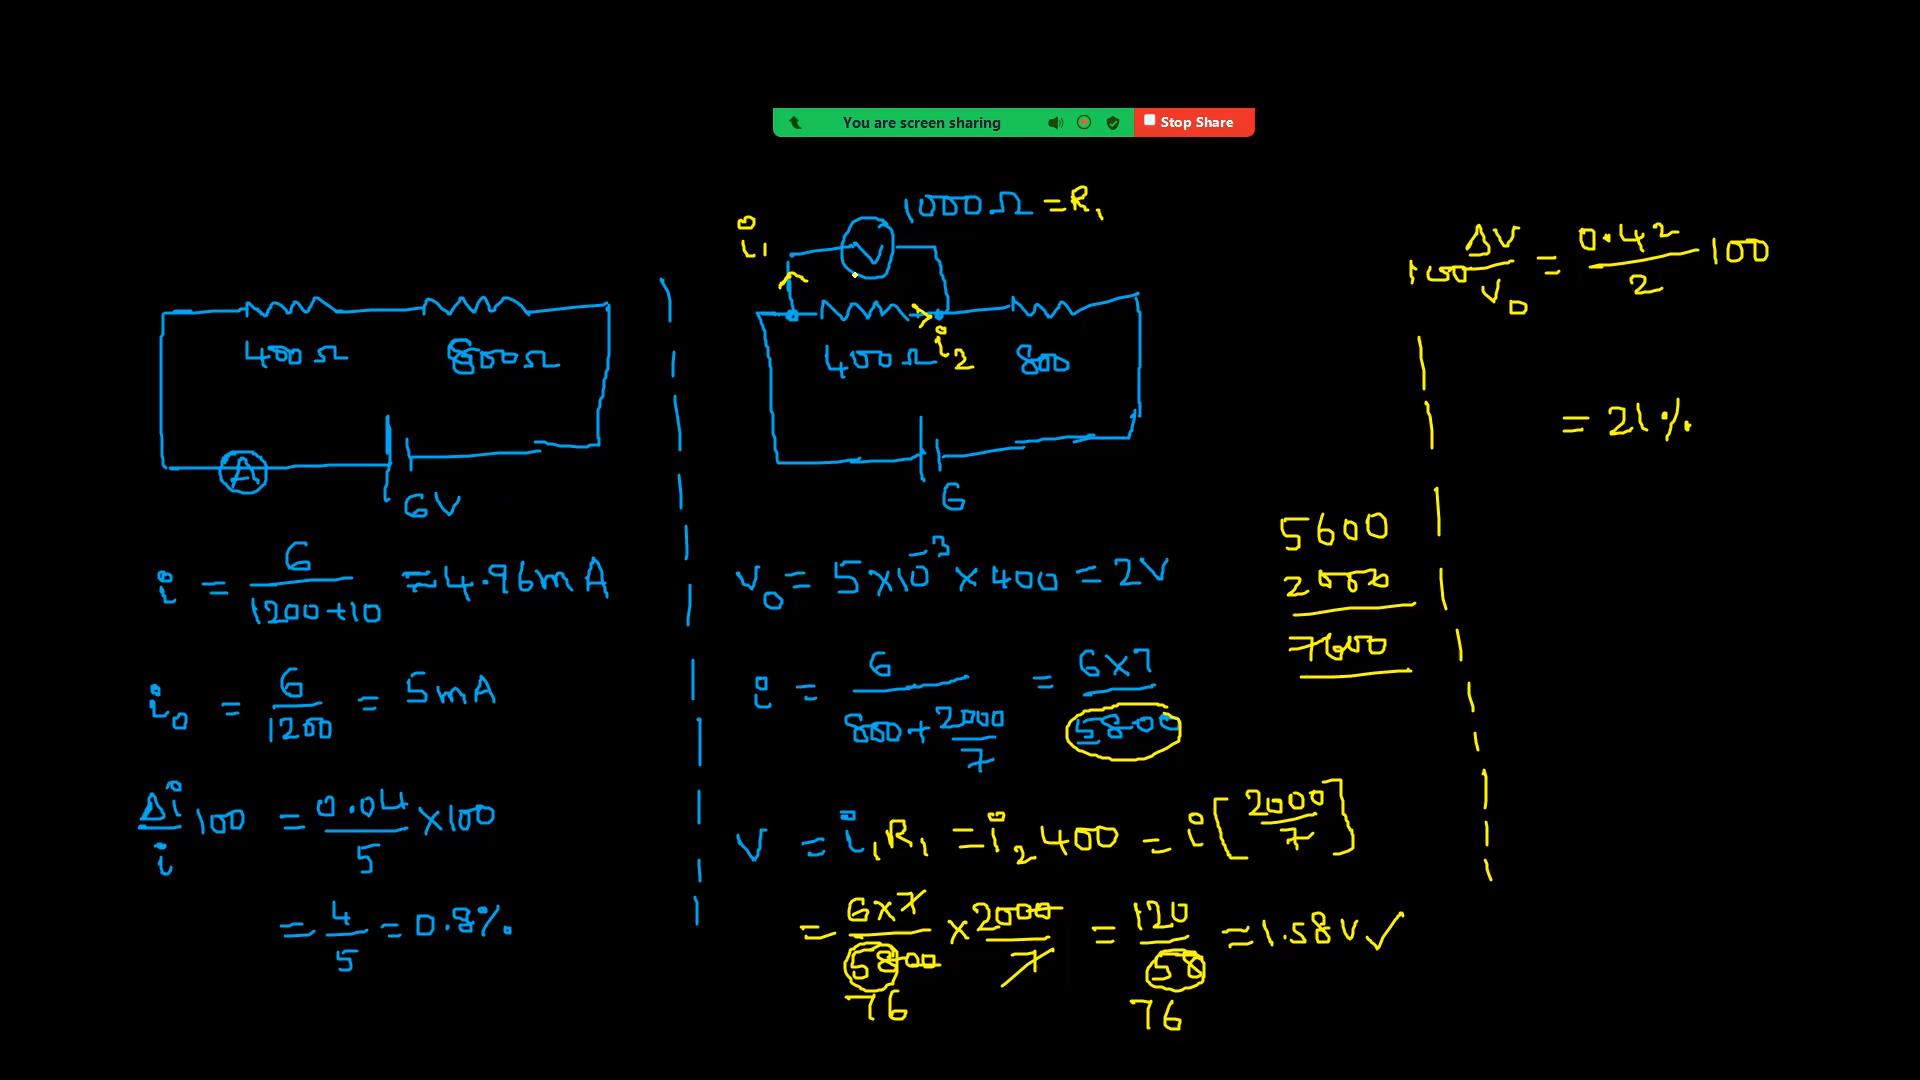 You are screen sharing Stop Share
1000Ω = R₁
i₁
V
400Ω
800Ω
A
6V
i = 6/(1200+10) = 4.96mA
i₀ = 6/1200 = 5mA
Δi/i 100 = 0.04/5 × 100
= 4/5 = 0.8%.
400Ω
i₂
800
6
V₀ = 5×10⁻³ × 400 = 2V
i = 6/(800 + 2000/7) = 6×7/5800
V = i₁R₁ = i₂400 = i[2000/7]
= 6×7/5800 × 2000/7 = 120/58 = 1.58V ✓
76
76
5600
2000
7600
100 ΔV/V₀ = 0.42/2 100
= 21%.